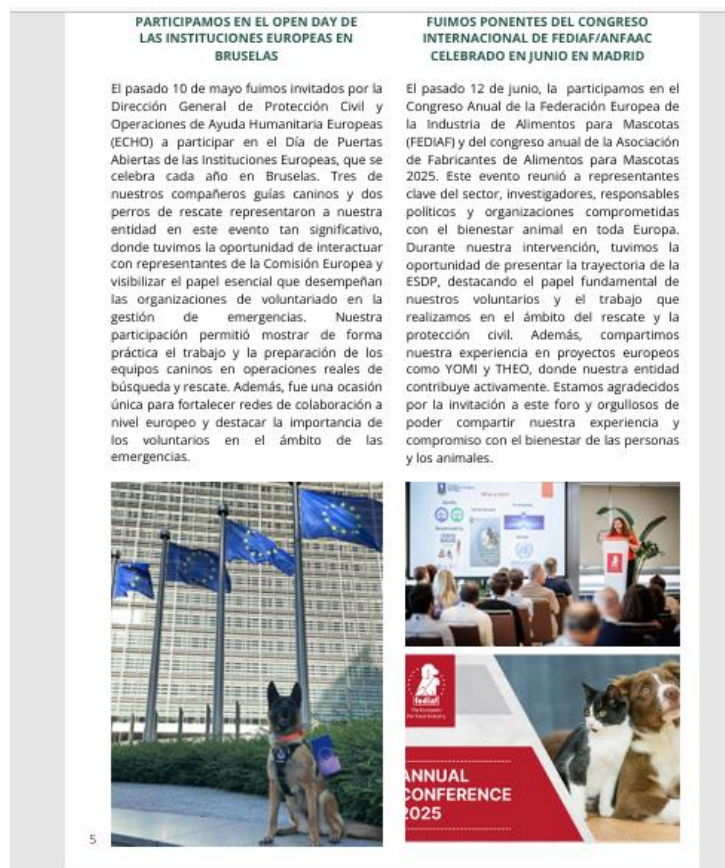 PARTICIPAMOS EN EL OPEN DAY DE
LAS INSTITUCIONES EUROPEAS EN
BRUSELAS
El pasado 10 de mayo fuimos invitados por la
Dirección General de Protección Civil y
Operaciones de Ayuda Humanitaria Europeas
(ECHO) a participar en el Día de Puertas
Abiertas de las Instituciones Europeas, que se
celebra cada año en Bruselas. Tres de
nuestros compañeros guías caninos y dos
perros de rescate representaron a nuestra
entidad en este evento tan significativo,
donde tuvimos la oportunidad de interactuar
con representantes de la Comisión Europea y
visibilizar el papel esencial que desempeñan
las organizaciones de voluntariado en la
gestión de emergencias. Nuestra
participación permitió mostrar de forma
práctica el trabajo y la preparación de los
equipos caninos en operaciones reales de
búsqueda y rescate. Además, fue una ocasión
única para fortalecer redes de colaboración a
nivel europeo y destacar la importancia de
los voluntarios en el ámbito de las
emergencias.
FUIMOS PONENTES DEL CONGRESO
INTERNACIONAL DE FEDIAF/ANFAAC
CELEBRADO EN JUNIO EN MADRID
El pasado 12 de junio, la participamos en el
Congreso Anual de la Federación Europea de
la Industria de Alimentos para Mascotas
(FEDIAF) y del congreso anual de la Asociación
de Fabricantes de Alimentos para Mascotas
2025. Este evento reunió a representantes
clave del sector, investigadores, responsables
políticos y organizaciones comprometidas
con el bienestar animal en toda Europa.
Durante nuestra intervención, tuvimos la
oportunidad de presentar la trayectoria de la
ESDP, destacando el papel fundamental de
nuestros voluntarios y el trabajo que
realizamos en el ámbito del rescate y la
protección civil. Además, compartimos
nuestra experiencia en proyectos europeos
como YOMI y THEO, donde nuestra entidad
contribuye activamente. Estamos agradecidos
por la invitación a este foro y orgullosos de
poder compartir nuestra experiencia y
compromiso con el bienestar de las personas
y los animales.
fediaf
The European
Pet Food Industry
ANNUAL
CONFERENCE
2025
5